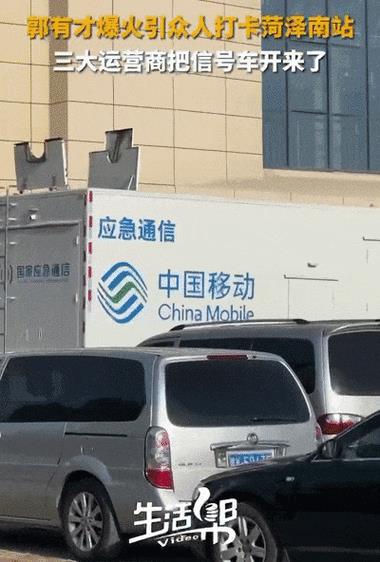 郭有才爆火引众人打卡菏泽南站
三大运营商把信号车开来了
应急通信
国家应急通信
中国移动
China Mobile
生活帮
Video